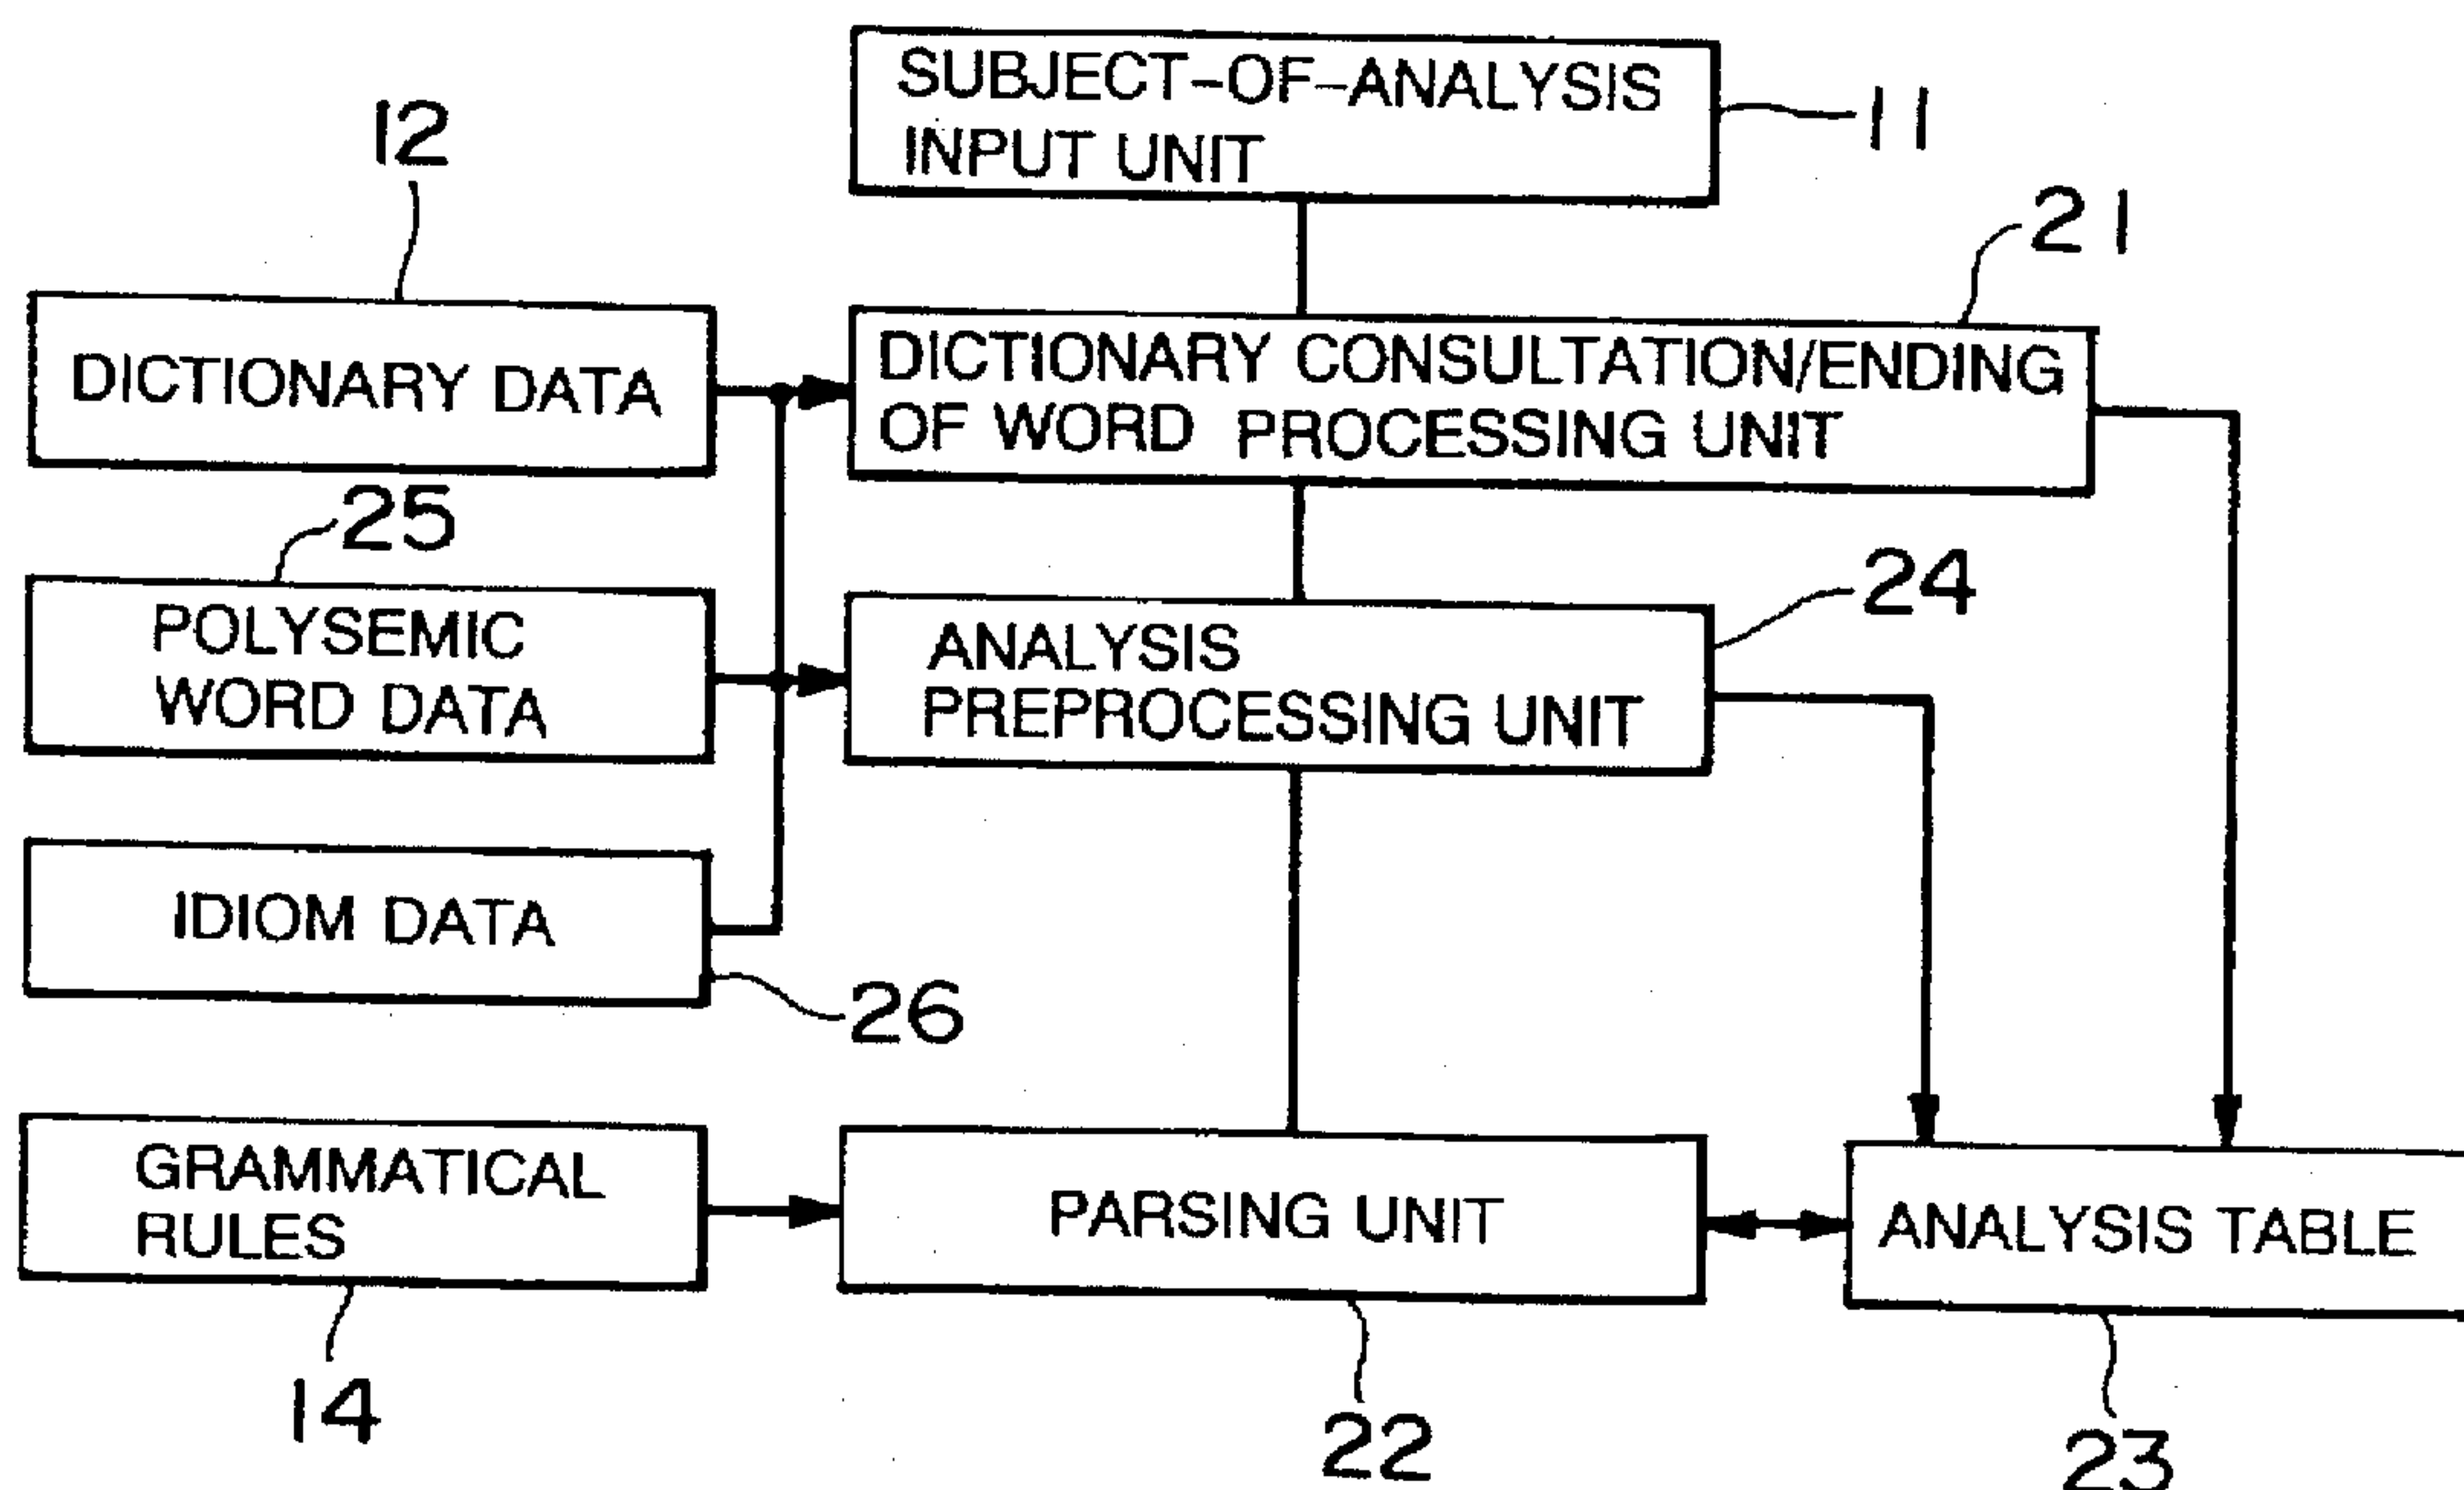 SUBJECT-OF-ANALYSIS
INPUT UNIT
11
12
21
DICTIONARY DATA
DICTIONARY CONSULTATION/ENDING
OF WORD PROCESSING UNIT
25
POLYSEMIC
WORD DATA
24
ANALYSIS
PREPROCESSING UNIT
IDIOM DATA
26
GRAMMATICAL
RULES
PARSING UNIT
ANALYSIS TABLE
14
22
23